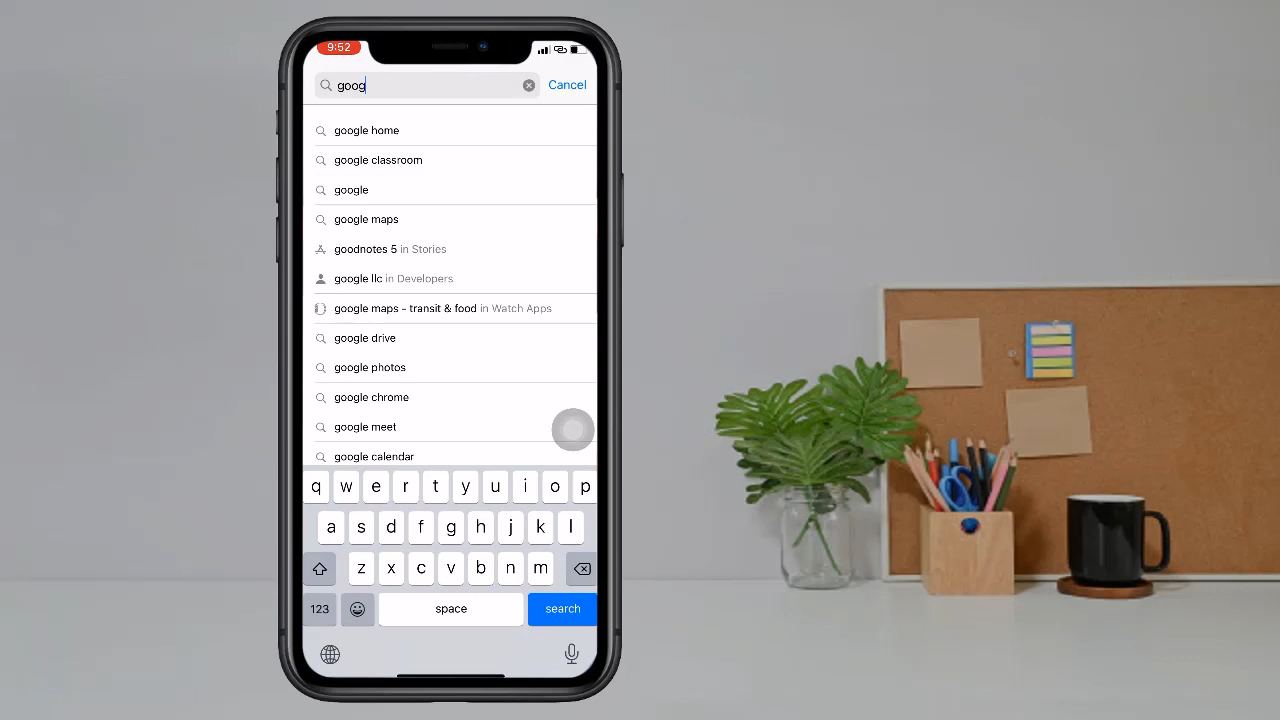 9:52
goog
Cancel
google home
google classroom
google
google maps
goodnotes 5 in Stories
google llc in Developers
google maps - transit & food in Watch Apps
google drive
google photos
google chrome
google meet
google calendar
q w e r t y u i o p
a s d f g h j k l
z x c v b n m
123 space search